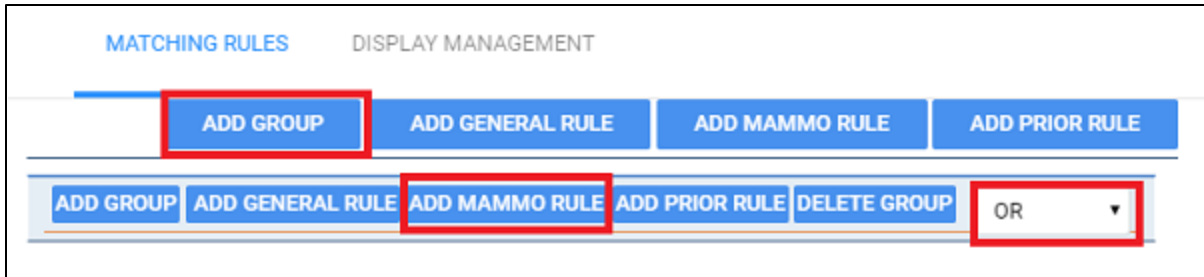 MATCHING RULES DISPLAY MANAGEMENT
ADD GROUP ADD GENERAL RULE ADD MAMMO RULE ADD PRIOR RULE
ADD GROUP ADD GENERAL RULE ADD MAMMO RULE ADD PRIOR RULE DELETE GROUP OR